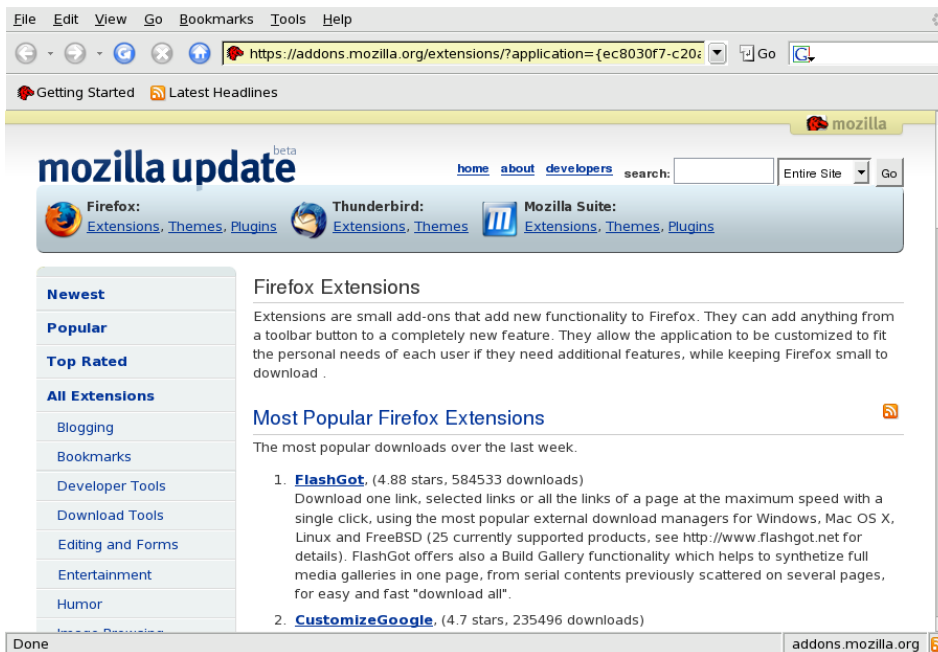 File Edit View Go Bookmarks Tools Help
https://addons.mozilla.org/extensions/?application={ec8030f7-c20a Go G
Getting Started Latest Headlines
mozilla
mozilla update beta
home about developers search: Entire Site Go
Firefox: Thunderbird: Mozilla Suite:
Extensions, Themes, Plugins Extensions, Themes Extensions, Themes, Plugins
Newest
Popular
Top Rated
All Extensions
Blogging
Bookmarks
Developer Tools
Download Tools
Editing and Forms
Entertainment
Humor
Firefox Extensions
Extensions are small add-ons that add new functionality to Firefox. They can add anything from
a toolbar button to a completely new feature. They allow the application to be customized to fit
the personal needs of each user if they need additional features, while keeping Firefox small to
download .
Most Popular Firefox Extensions
The most popular downloads over the last week.
1. FlashGot, (4.88 stars, 584533 downloads)
Download one link, selected links or all the links of a page at the maximum speed with a
single click, using the most popular external download managers for Windows, Mac OS X,
Linux and FreeBSD (25 currently supported products, see http://www.flashgot.net for
details). FlashGot offers also a Build Gallery functionality which helps to synthetize full
media galleries in one page, from serial contents previously scattered on several pages,
for easy and fast "download all".
2. CustomizeGoogle, (4.7 stars, 235496 downloads)
Done addons.mozilla.org